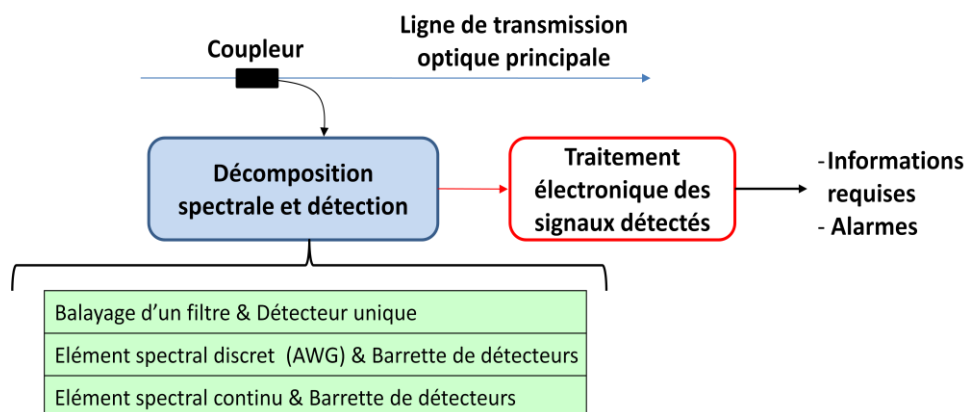 Ligne de transmission
optique principale
Coupleur
Décomposition
spectrale et détection
Traitement
électronique des
signaux détectés
- Informations
requises
- Alarmes
Balayage d’un filtre & Détecteur unique
Elément spectral discret (AWG) & Barrette de détecteurs
Elément spectral continu & Barrette de détecteurs